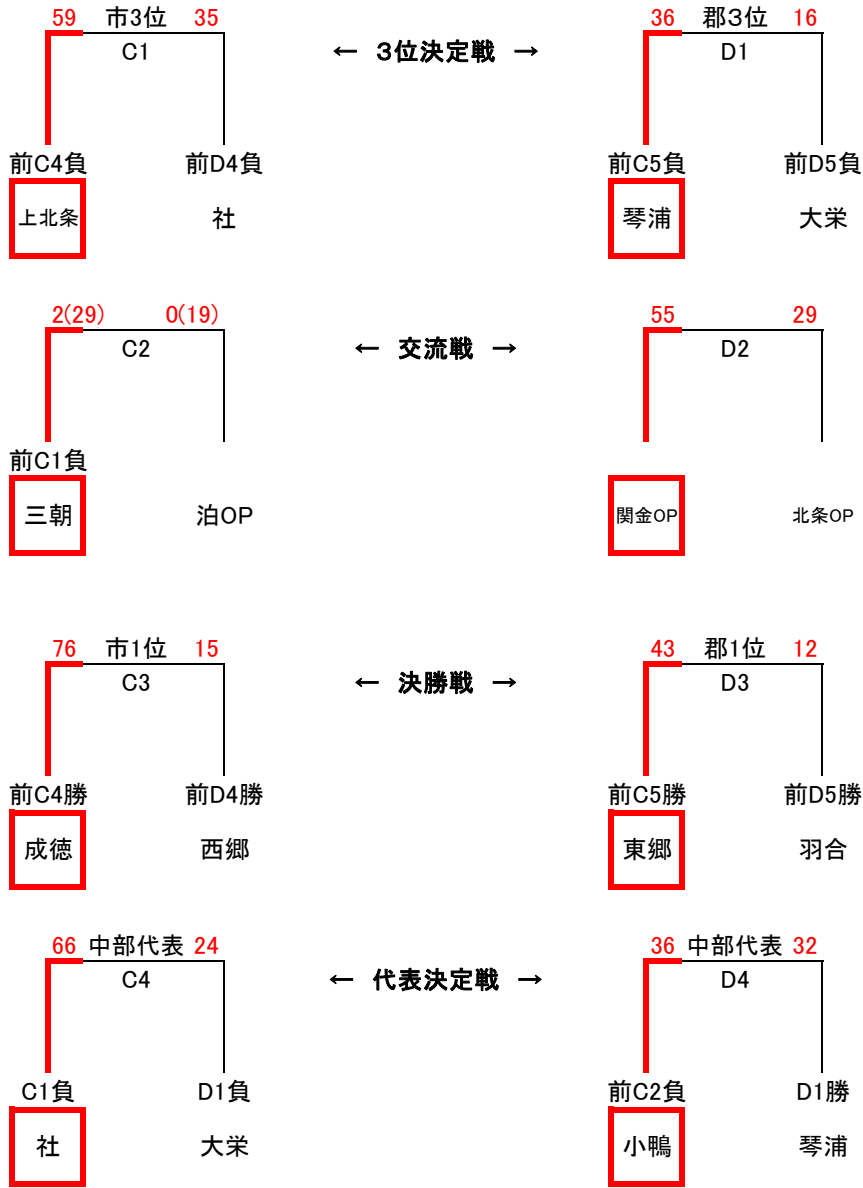 59 市3位 35 36 郡3位 16
C1 ← 3位決定戦 → D1
前C4負 前D4負 前C5負 前D5負
上北条 社 琴浦 大栄
2(29) 0(19) 55 29
C2 ← 交流戦 → D2
前C1負
三朝 泊OP 関金OP 北条OP
76 市1位 15 43 郡1位 12
C3 ← 決勝戦 → D3
前C4勝 前D4勝 前C5勝 前D5勝
成徳 西郷 東郷 羽合
66 中部代表 24 36 中部代表 32
C4 ← 代表決定戦 → D4
C1負 D1負 前C2負 D1勝
社 大栄 小鴨 琴浦